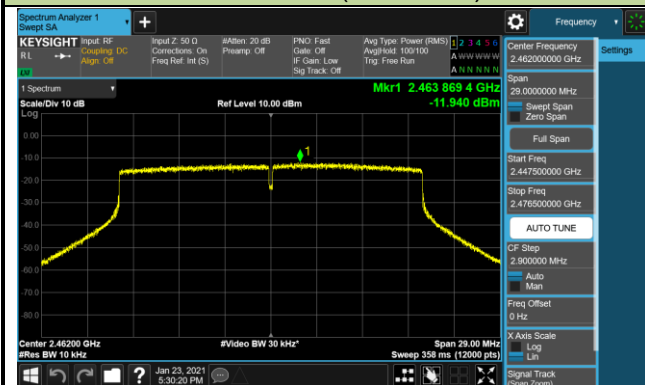 Spectrum Analyzer 1
Swept SA
+
Frequency
KEYSIGHT
RL
Input: RF
Coupling: DC
Align: Off
Input Z: 50 Ω
Corrections: On
Freq Ref: Int (S)
#Atten: 20 dB
Preamp: Off
PNO: Fast
Gate: Off
IF Gain: Low
Sig Track: Off
Avg Type: Power (RMS)
Avg|Hold: 100/100
Trig: Free Run
1 2 3 4 5 6
A W W W W W
A N N N N N
LXI
1 Spectrum
Scale/Div 10 dB
Log
Ref Level 10.00 dBm
Mkr1 2.463 869 4 GHz
-11.940 dBm
1
0.00
-10.0
-20.0
-30.0
-40.0
-50.0
-60.0
-70.0
-80.0
Center 2.46200 GHz
#Res BW 10 kHz
#Video BW 30 kHz*
Span 29.00 MHz
Sweep 358 ms (12000 pts)
Center Frequency
2.462000000 GHz
Span
29.0000000 MHz
Swept Span
Zero Span
Full Span
Start Freq
2.447500000 GHz
Stop Freq
2.476500000 GHz
AUTO TUNE
CF Step
2.900000 MHz
Auto
Man
Freq Offset
0 Hz
X Axis Scale
Log
Lin
Signal Track
(Span Zoom)
Settings
?
Jan 23, 2021
5:30:20 PM